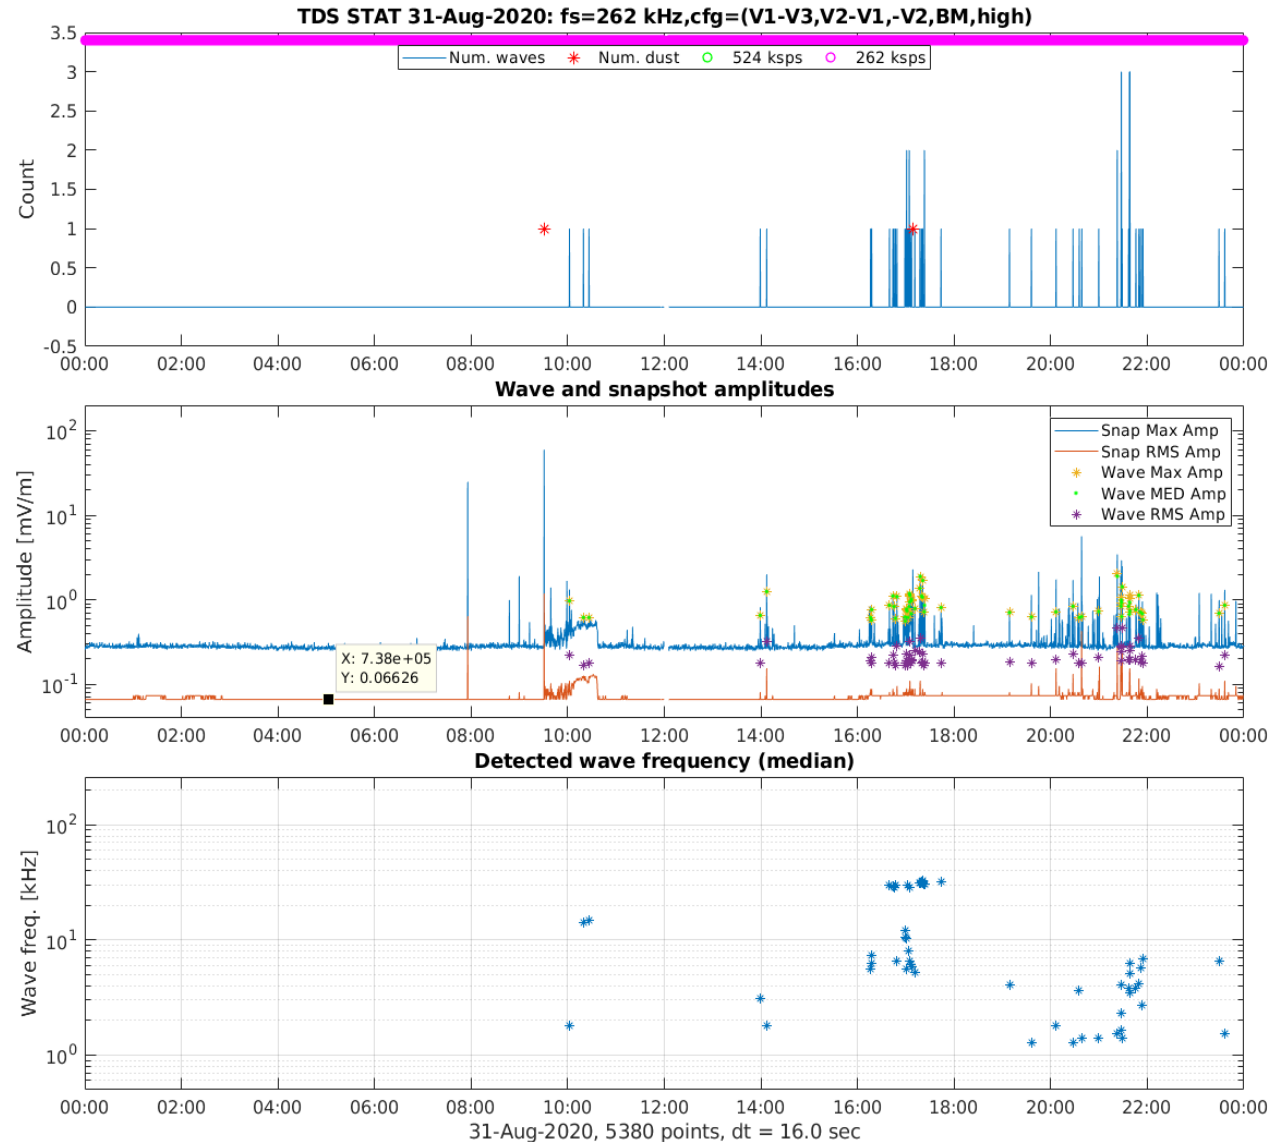 TDS STAT 31-Aug-2020: fs=262 kHz,cfg=(V1-V3,V2-V1,-V2,BM,high)
Num. waves Num. dust 524 ksps 262 ksps
Count
3.5
3
2.5
2
1.5
1
0.5
0
-0.5
00:00 02:00 04:00 06:00 08:00 10:00 12:00 14:00 16:00 18:00 20:00 22:00 00:00
Wave and snapshot amplitudes
Amplitude [mV/m]
10^2
10^1
10^0
10^-1
Snap Max Amp
Snap RMS Amp
Wave Max Amp
Wave MED Amp
Wave RMS Amp
X: 7.38e+05
Y: 0.06626
00:00 02:00 04:00 06:00 08:00 10:00 12:00 14:00 16:00 18:00 20:00 22:00 00:00
Detected wave frequency (median)
Wave freq. [kHz]
10^2
10^1
10^0
00:00 02:00 04:00 06:00 08:00 10:00 12:00 14:00 16:00 18:00 20:00 22:00 00:00
31-Aug-2020, 5380 points, dt = 16.0 sec